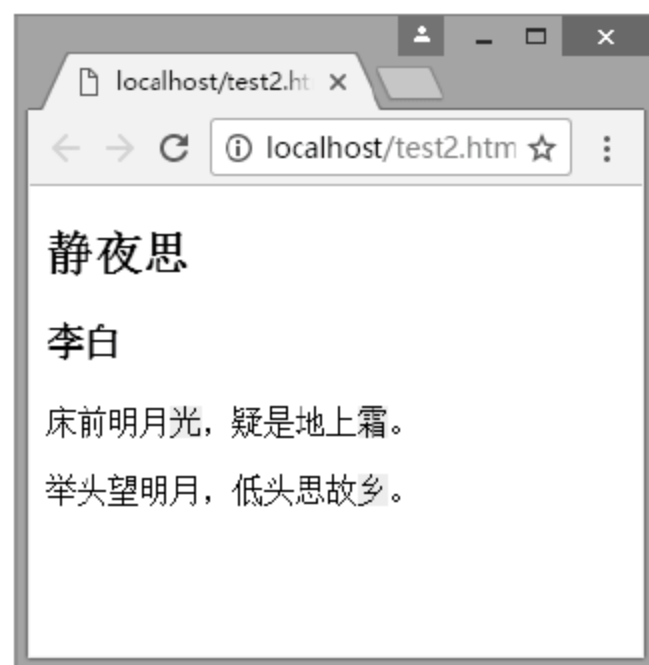 localhost/test2.ht
localhost/test2.htm
静夜思
李白
床前明月光，疑是地上霜。
举头望明月，低头思故乡。